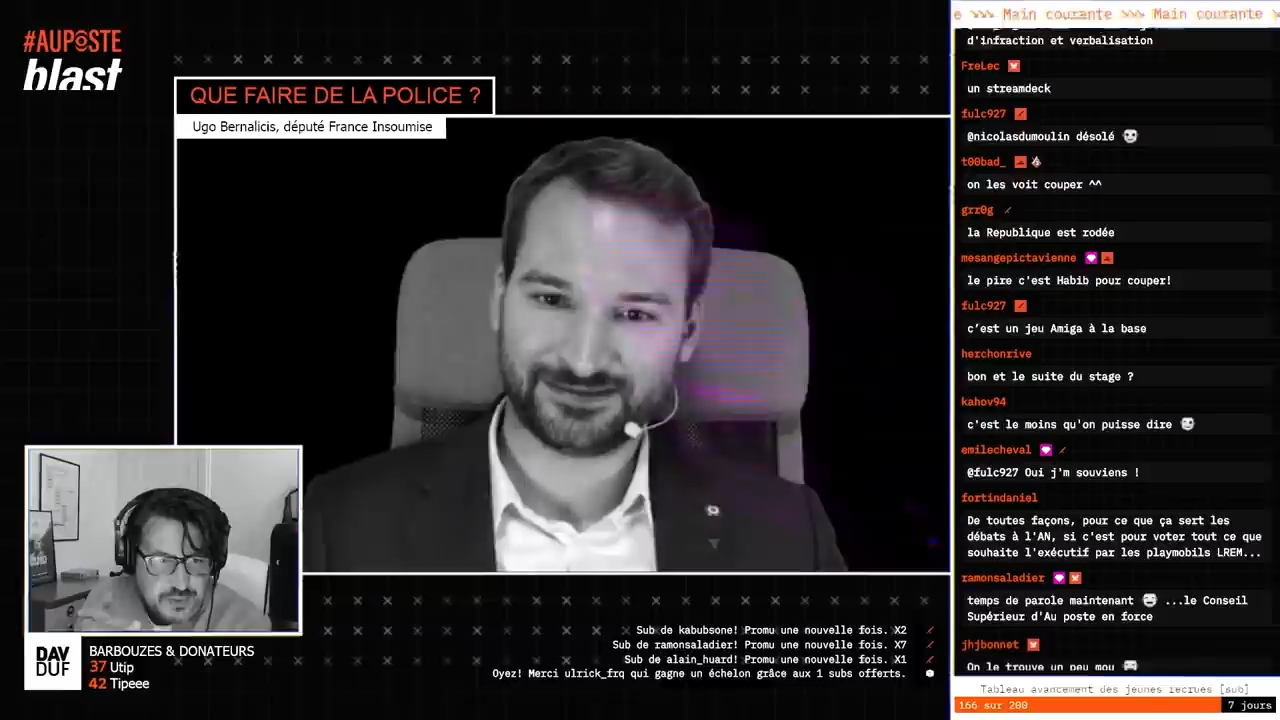 #AUPOSTE
blast
QUE FAIRE DE LA POLICE ?
Ugo Bernalicis, député France Insoumise
DAV
DUF
BARBOUZES & DONATEURS
37 Utip
42 Tipeee
Sub de kabubsone! Promu une nouvelle fois. X2
Sub de ramonsaladier! Promu une nouvelle fois. X7
Sub de alain_huard! Promu une nouvelle fois. X1
Oyez! Merci ulrick_frq qui gagne un échelon grâce aux 1 subs offerts.
e >>> Main courante >>> Main courante
d'infraction et verbalisation
FreLec
un streamdeck
fulc927
@nicolasdumoulin désolé
t00bad_
on les voit couper ^^
grr0g
la Republique est rodée
mesangepictavienne
le pire c'est Habib pour couper!
fulc927
c'est un jeu Amiga à la base
herchonrive
bon et le suite du stage ?
kahov94
c'est le moins qu'on puisse dire
emilecheval
@fulc927 Oui j'm souviens !
fortindaniel
De toutes façons, pour ce que ça sert les
débats à l'AN, si c'est pour voter tout ce que
souhaite l'exécutif par les playmobils LREM...
ramonsaladier
temps de parole maintenant ...le Conseil
Supérieur d'Au poste en force
jhjbonnet
On le trouve un peu mou
Tableau avancement des jeunes recrues [sub]
166 sur 200
7 jours